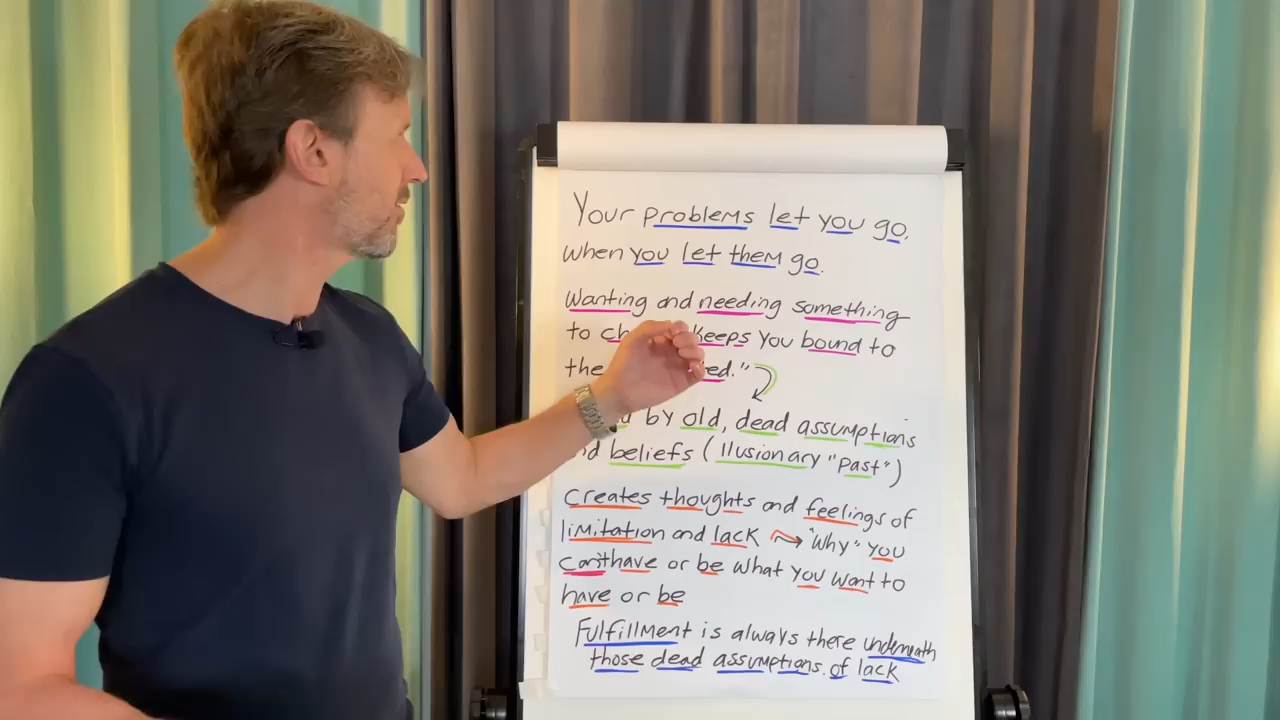 Your problems let you go.
When you let them go.
Wanting and needing something
to keeps you bound to
the
by old, dead assumptions
beliefs (illusionary "past")
creates thoughts and feelings of
limitation and lack → "Why" you
can't have or be what you want to
have or be
Fulfillment is always there underneath
those dead assumptions of lack